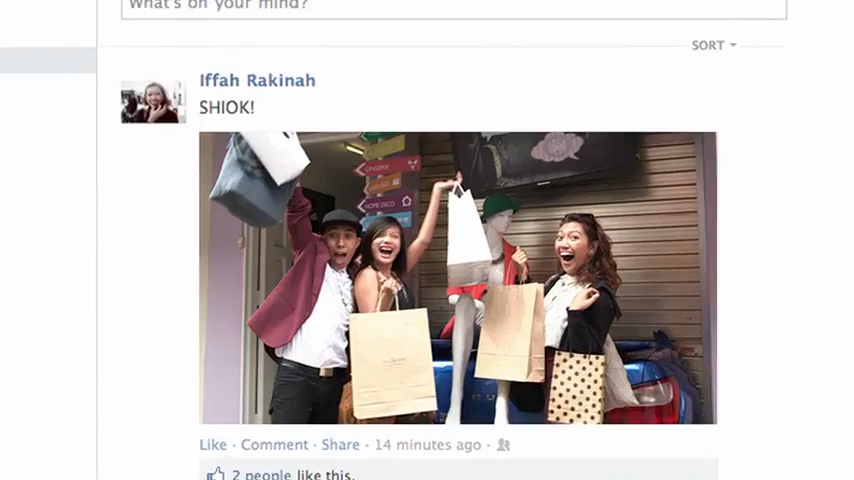 What's on your mind?
SORT
Iffah Rakinah
SHIOK!
LINGERIE
HOME DECO
Like · Comment · Share · 14 minutes ago ·
2 people like this.